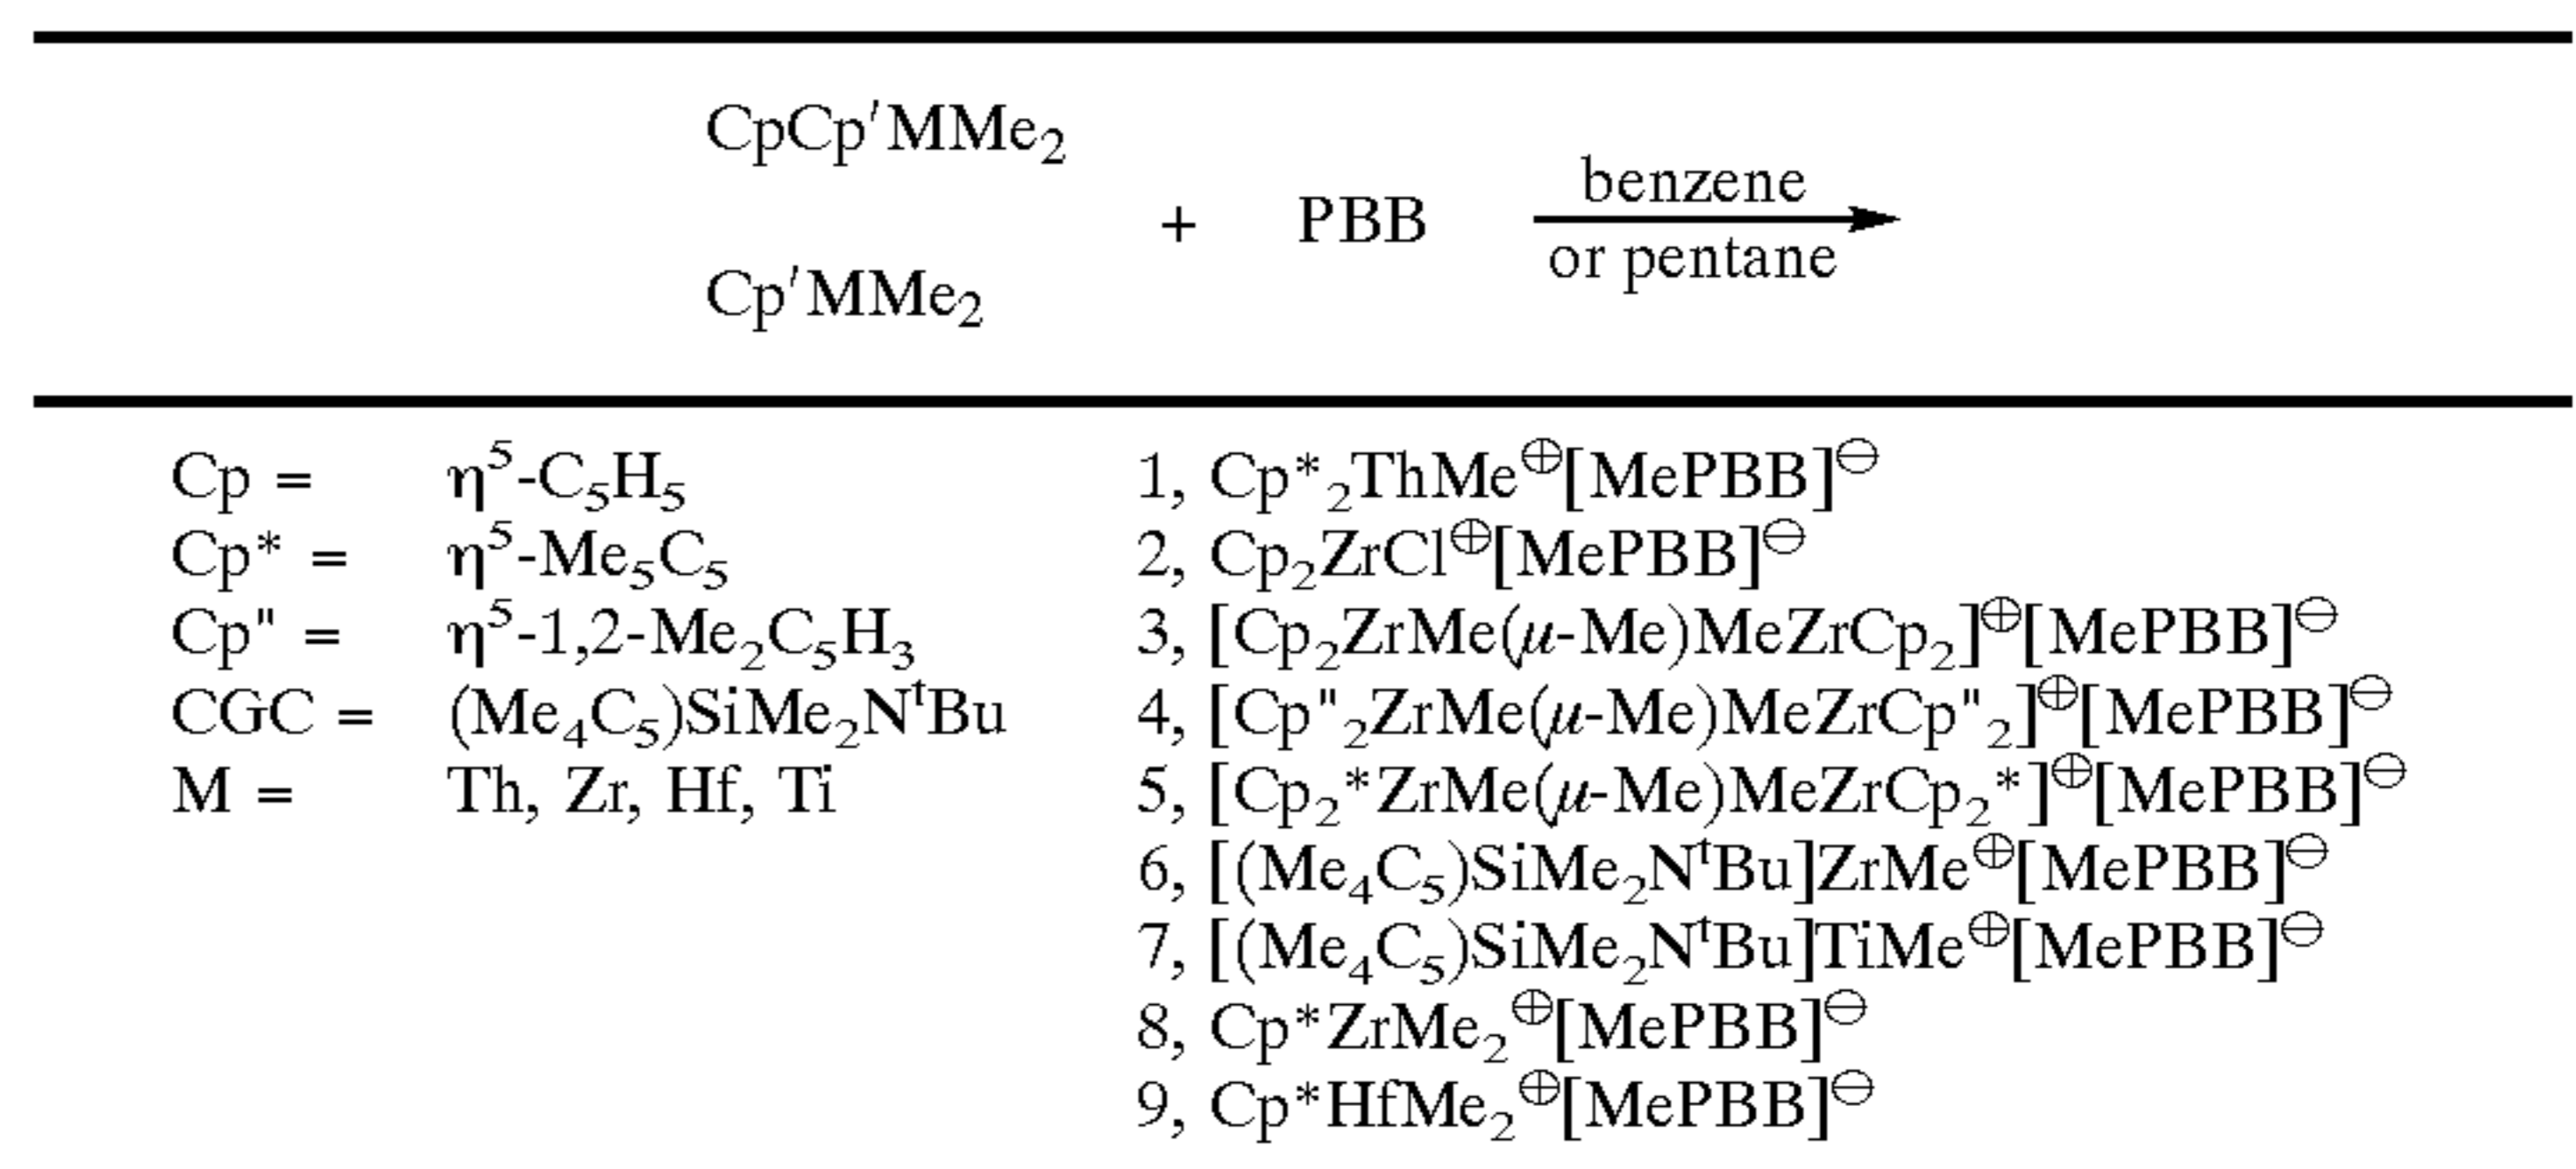 CpCp′MMe₂
+ PBB benzene
or pentane
Cp′MMe₂
Cp = η⁵-C₅H₅
Cp* = η⁵-Me₅C₅
Cp" = η⁵-1,2-Me₂C₅H₃
CGC = (Me₄C₅)SiMe₂NᵗBu
M = Th, Zr, Hf, Ti
1, Cp*₂ThMe⊕[MePBB]⊖
2, Cp₂ZrCl⊕[MePBB]⊖
3, [Cp₂ZrMe(μ-Me)MeZrCp₂]⊕[MePBB]⊖
4, [Cp"₂ZrMe(μ-Me)MeZrCp"₂]⊕[MePBB]⊖
5, [Cp₂*ZrMe(μ-Me)MeZrCp₂*]⊕[MePBB]⊖
6, [(Me₄C₅)SiMe₂NᵗBu]ZrMe⊕[MePBB]⊖
7, [(Me₄C₅)SiMe₂NᵗBu]TiMe⊕[MePBB]⊖
8, Cp*ZrMe₂⊕[MePBB]⊖
9, Cp*HfMe₂⊕[MePBB]⊖